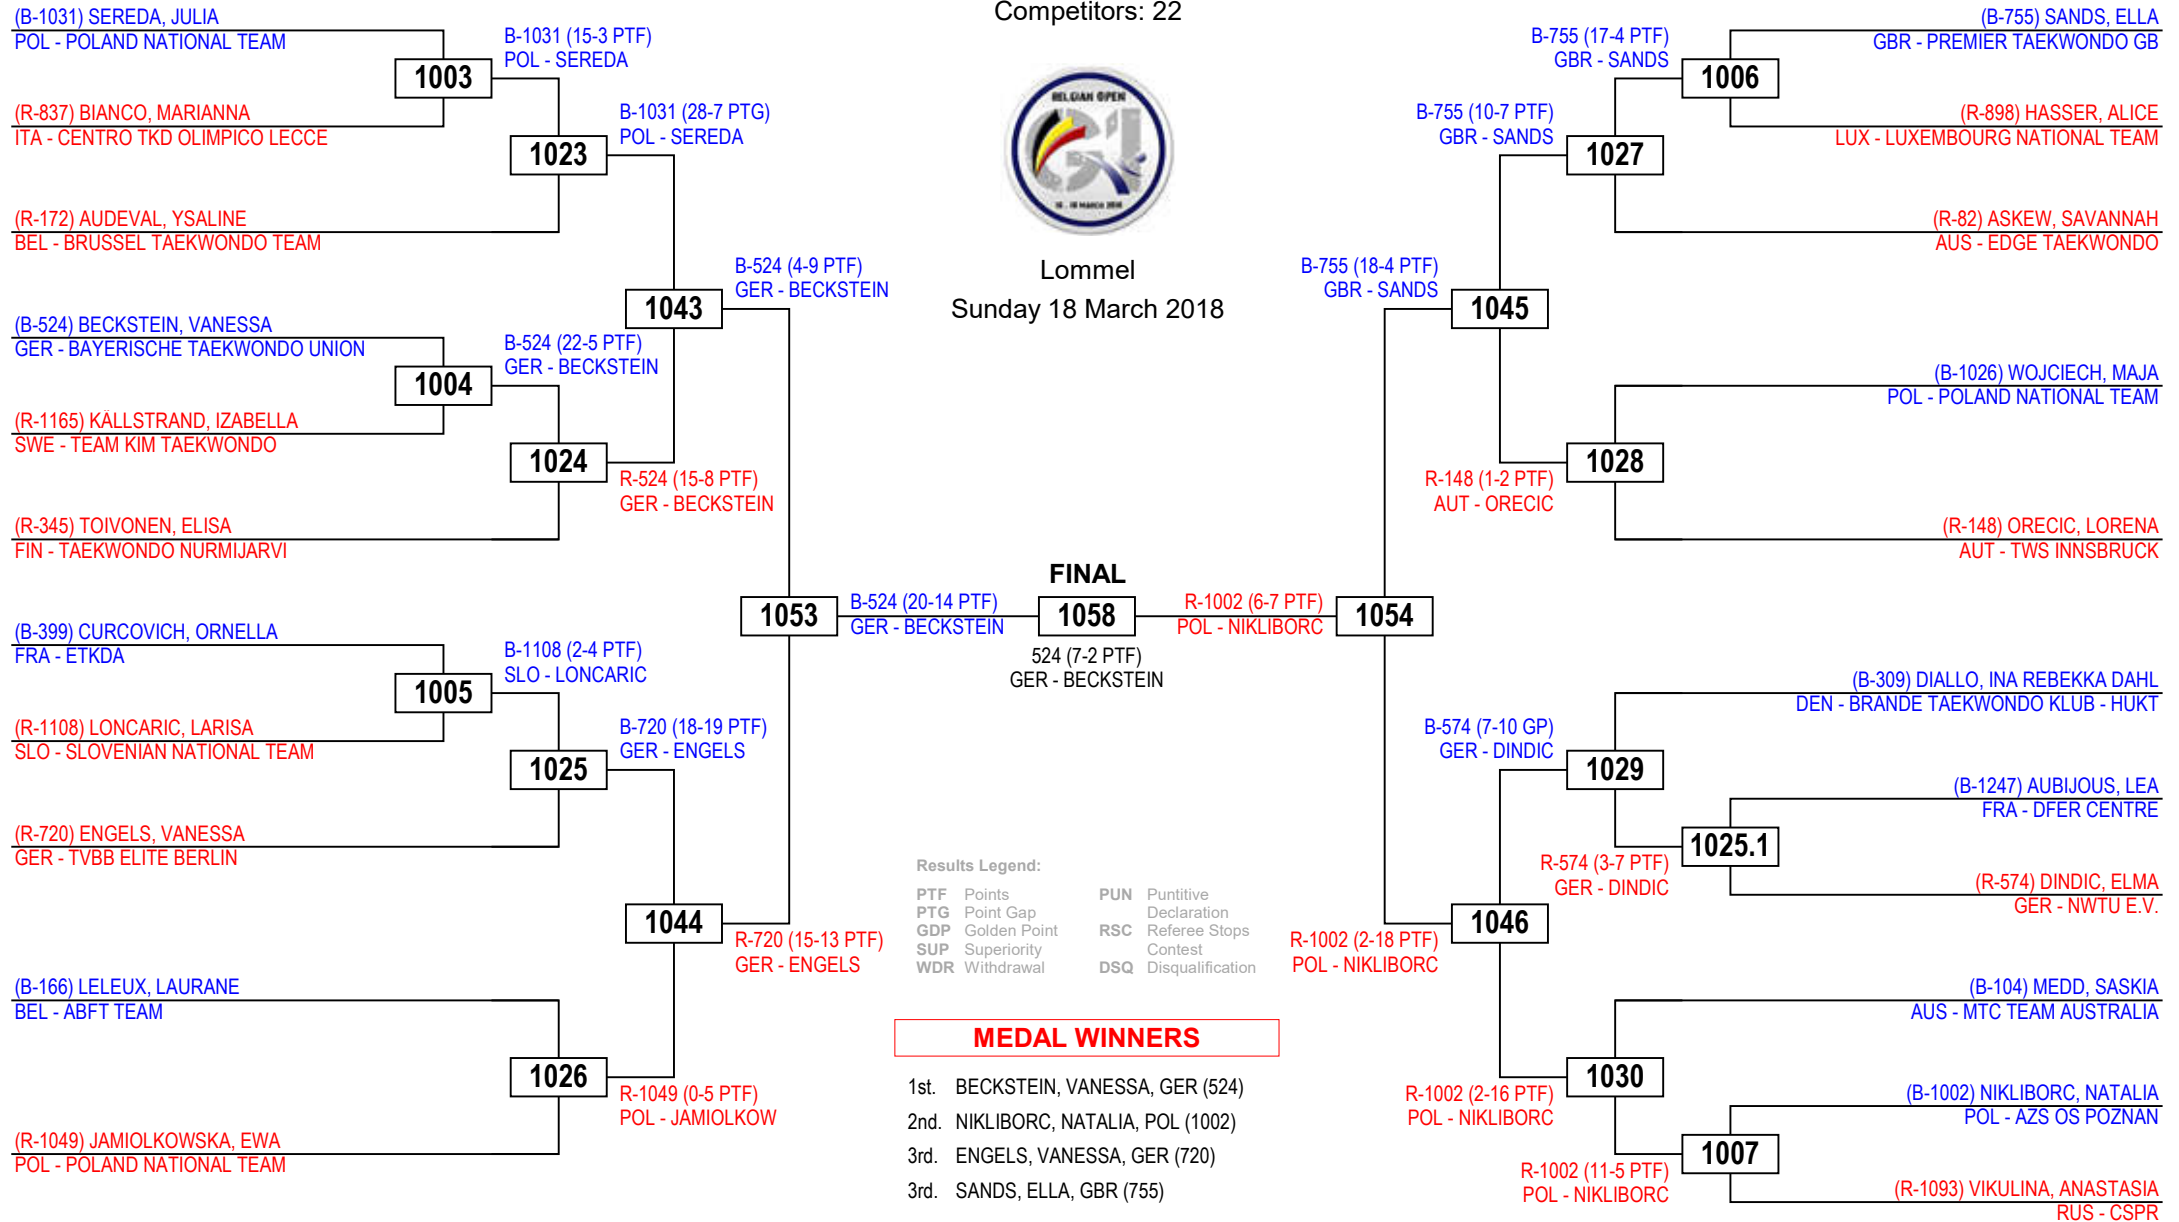 Competitors: 22
BELGIAN OPEN
Lommel
Sunday 18 March 2018
(B-1031) SEREDA, JULIA
POL - POLAND NATIONAL TEAM
1003
B-1031 (15-3 PTF)
POL - SEREDA
(R-837) BIANCO, MARIANNA
ITA - CENTRO TKD OLIMPICO LECCE
B-1031 (28-7 PTG)
POL - SEREDA
1023
(R-172) AUDEVAL, YSALINE
BEL - BRUSSEL TAEKWONDO TEAM
B-524 (4-9 PTF)
GER - BECKSTEIN
1043
(B-524) BECKSTEIN, VANESSA
GER - BAYERISCHE TAEKWONDO UNION
B-524 (22-5 PTF)
GER - BECKSTEIN
1004
(R-1165) KÄLLSTRAND, IZABELLA
SWE - TEAM KIM TAEKWONDO
1024
R-524 (15-8 PTF)
GER - BECKSTEIN
(R-345) TOIVONEN, ELISA
FIN - TAEKWONDO NURMIJARVI
1053
B-524 (20-14 PTF)
GER - BECKSTEIN
(B-399) CURCOVICH, ORNELLA
FRA - ETKDA
B-1108 (2-4 PTF)
SLO - LONCARIC
1005
(R-1108) LONCARIC, LARISA
SLO - SLOVENIAN NATIONAL TEAM
B-720 (18-19 PTF)
GER - ENGELS
1025
(R-720) ENGELS, VANESSA
GER - TVBB ELITE BERLIN
1044
R-720 (15-13 PTF)
GER - ENGELS
(B-166) LELEUX, LAURANE
BEL - ABFT TEAM
1026
R-1049 (0-5 PTF)
POL - JAMIOLKOW
(R-1049) JAMIOLKOWSKA, EWA
POL - POLAND NATIONAL TEAM
FINAL
1058
524 (7-2 PTF)
GER - BECKSTEIN
(B-755) SANDS, ELLA
GBR - PREMIER TAEKWONDO GB
B-755 (17-4 PTF)
GBR - SANDS
1006
(R-898) HASSER, ALICE
LUX - LUXEMBOURG NATIONAL TEAM
B-755 (10-7 PTF)
GBR - SANDS
1027
(R-82) ASKEW, SAVANNAH
AUS - EDGE TAEKWONDO
B-755 (18-4 PTF)
GBR - SANDS
1045
(B-1026) WOJCIECH, MAJA
POL - POLAND NATIONAL TEAM
1028
R-148 (1-2 PTF)
AUT - ORECIC
(R-148) ORECIC, LORENA
AUT - TWS INNSBRUCK
R-1002 (6-7 PTF)
POL - NIKLIBORC
1054
(B-309) DIALLO, INA REBEKKA DAHL
DEN - BRANDE TAEKWONDO KLUB - HUKT
B-574 (7-10 GP)
GER - DINDIC
1029
(B-1247) AUBIJOUS, LEA
FRA - DFER CENTRE
1025.1
R-574 (3-7 PTF)
GER - DINDIC
(R-574) DINDIC, ELMA
GER - NWTU E.V.
1046
R-1002 (2-18 PTF)
POL - NIKLIBORC
(B-104) MEDD, SASKIA
AUS - MTC TEAM AUSTRALIA
1030
R-1002 (2-16 PTF)
POL - NIKLIBORC
(B-1002) NIKLIBORC, NATALIA
POL - AZS OS POZNAN
1007
R-1002 (11-5 PTF)
POL - NIKLIBORC
(R-1093) VIKULINA, ANASTASIA
RUS - CSPR
Results Legend:
PTF Points
PTG Point Gap
GDP Golden Point
SUP Superiority
WDR Withdrawal
PUN Puntitive
Declaration
RSC Referee Stops
Contest
DSQ Disqualification
MEDAL WINNERS
1st. BECKSTEIN, VANESSA, GER (524)
2nd. NIKLIBORC, NATALIA, POL (1002)
3rd. ENGELS, VANESSA, GER (720)
3rd. SANDS, ELLA, GBR (755)